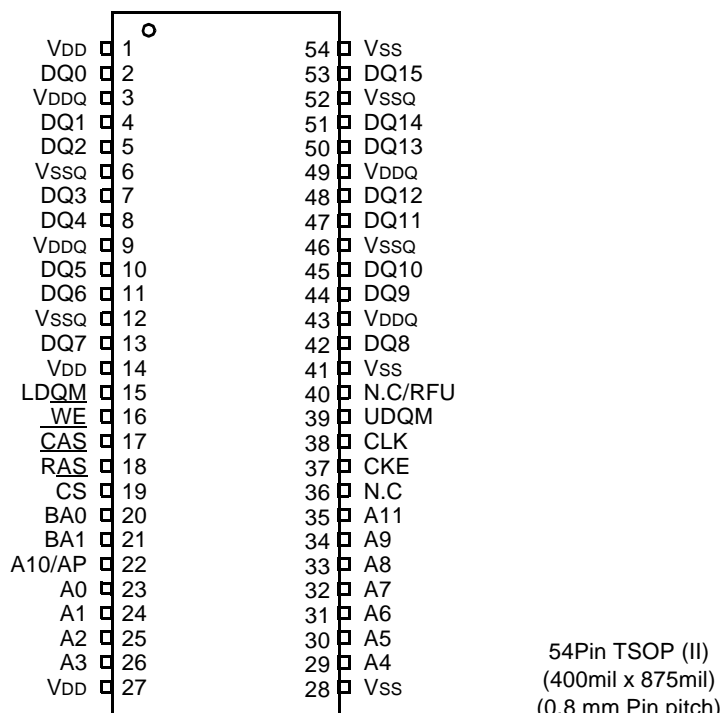 VDD 1 54 VSS
DQ0 2 53 DQ15
VDDQ 3 52 VSSQ
DQ1 4 51 DQ14
DQ2 5 50 DQ13
VSSQ 6 49 VDDQ
DQ3 7 48 DQ12
DQ4 8 47 DQ11
VDDQ 9 46 VSSQ
DQ5 10 45 DQ10
DQ6 11 44 DQ9
VSSQ 12 43 VDDQ
DQ7 13 42 DQ8
VDD 14 41 VSS
LDQM 15 40 N.C/RFU
WE 16 39 UDQM
CAS 17 38 CLK
RAS 18 37 CKE
CS 19 36 N.C
BA0 20 35 A11
BA1 21 34 A9
A10/AP 22 33 A8
A0 23 32 A7
A1 24 31 A6
A2 25 30 A5
A3 26 29 A4
VDD 27 28 VSS
54Pin TSOP (II)
(400mil x 875mil)
(0.8 mm Pin pitch)